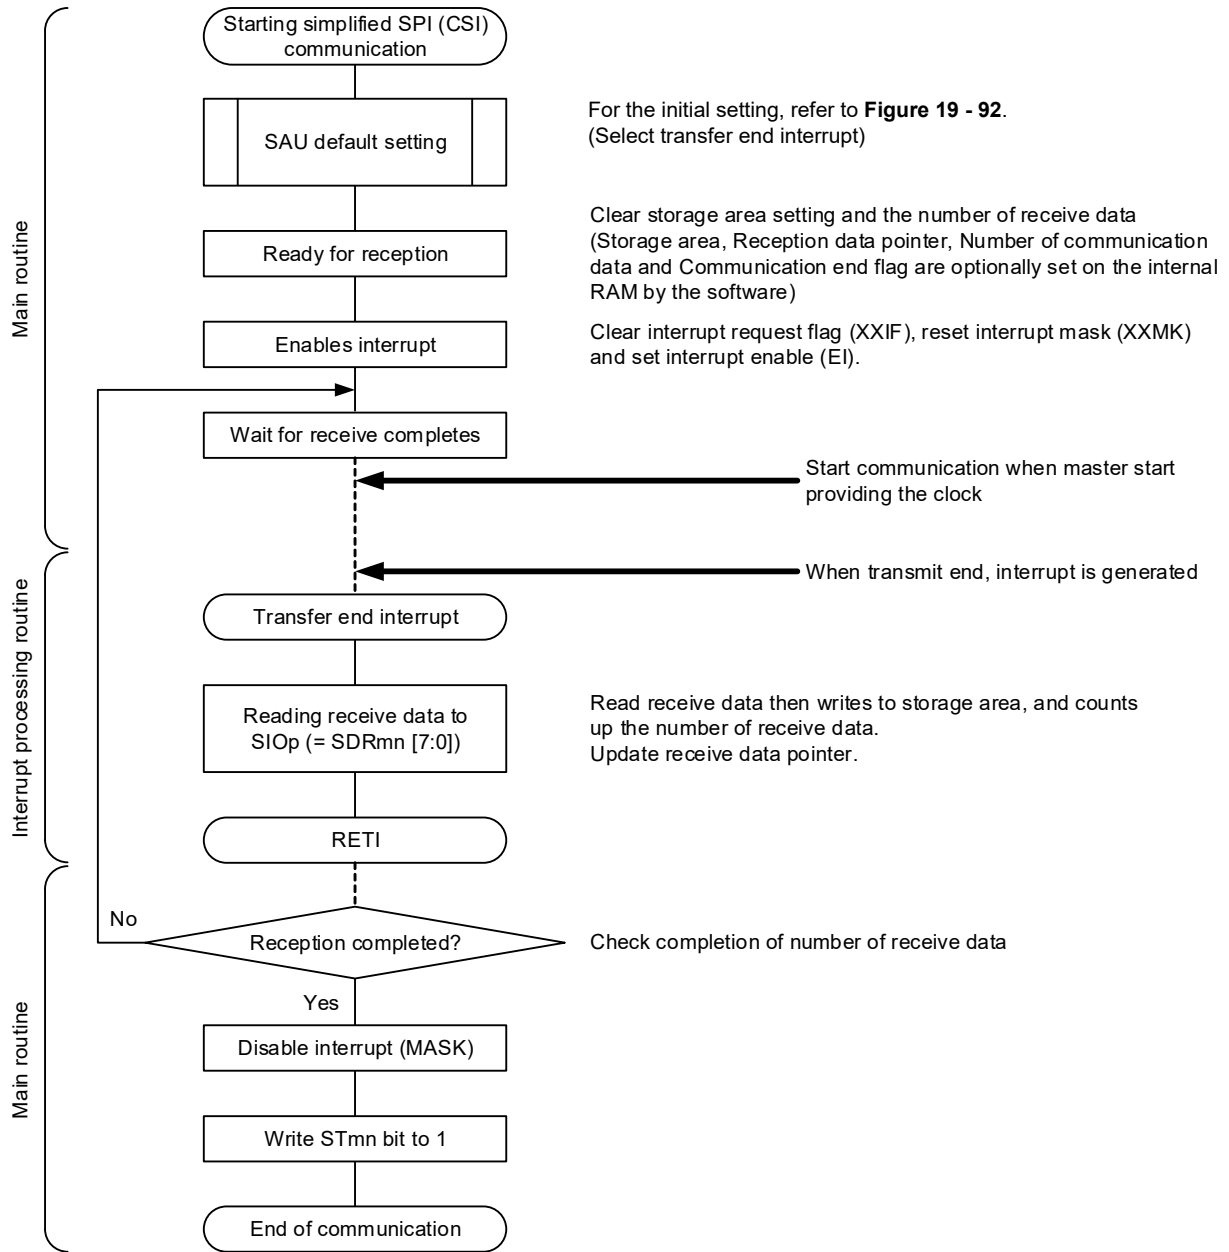 Starting simplified SPI (CSI)
communication
SAU default setting
For the initial setting, refer to Figure 19 - 92.
(Select transfer end interrupt)
Ready for reception
Clear storage area setting and the number of receive data
(Storage area, Reception data pointer, Number of communication
data and Communication end flag are optionally set on the internal
RAM by the software)
Enables interrupt
Clear interrupt request flag (XXIF), reset interrupt mask (XXMK)
and set interrupt enable (EI).
Main routine
Wait for receive completes
Start communication when master start
providing the clock
When transmit end, interrupt is generated
Transfer end interrupt
Reading receive data to
SIOp (= SDRmn [7:0])
Read receive data then writes to storage area, and counts
up the number of receive data.
Update receive data pointer.
Interrupt processing routine
RETI
No
Reception completed?
Check completion of number of receive data
Yes
Disable interrupt (MASK)
Main routine
Write STmn bit to 1
End of communication